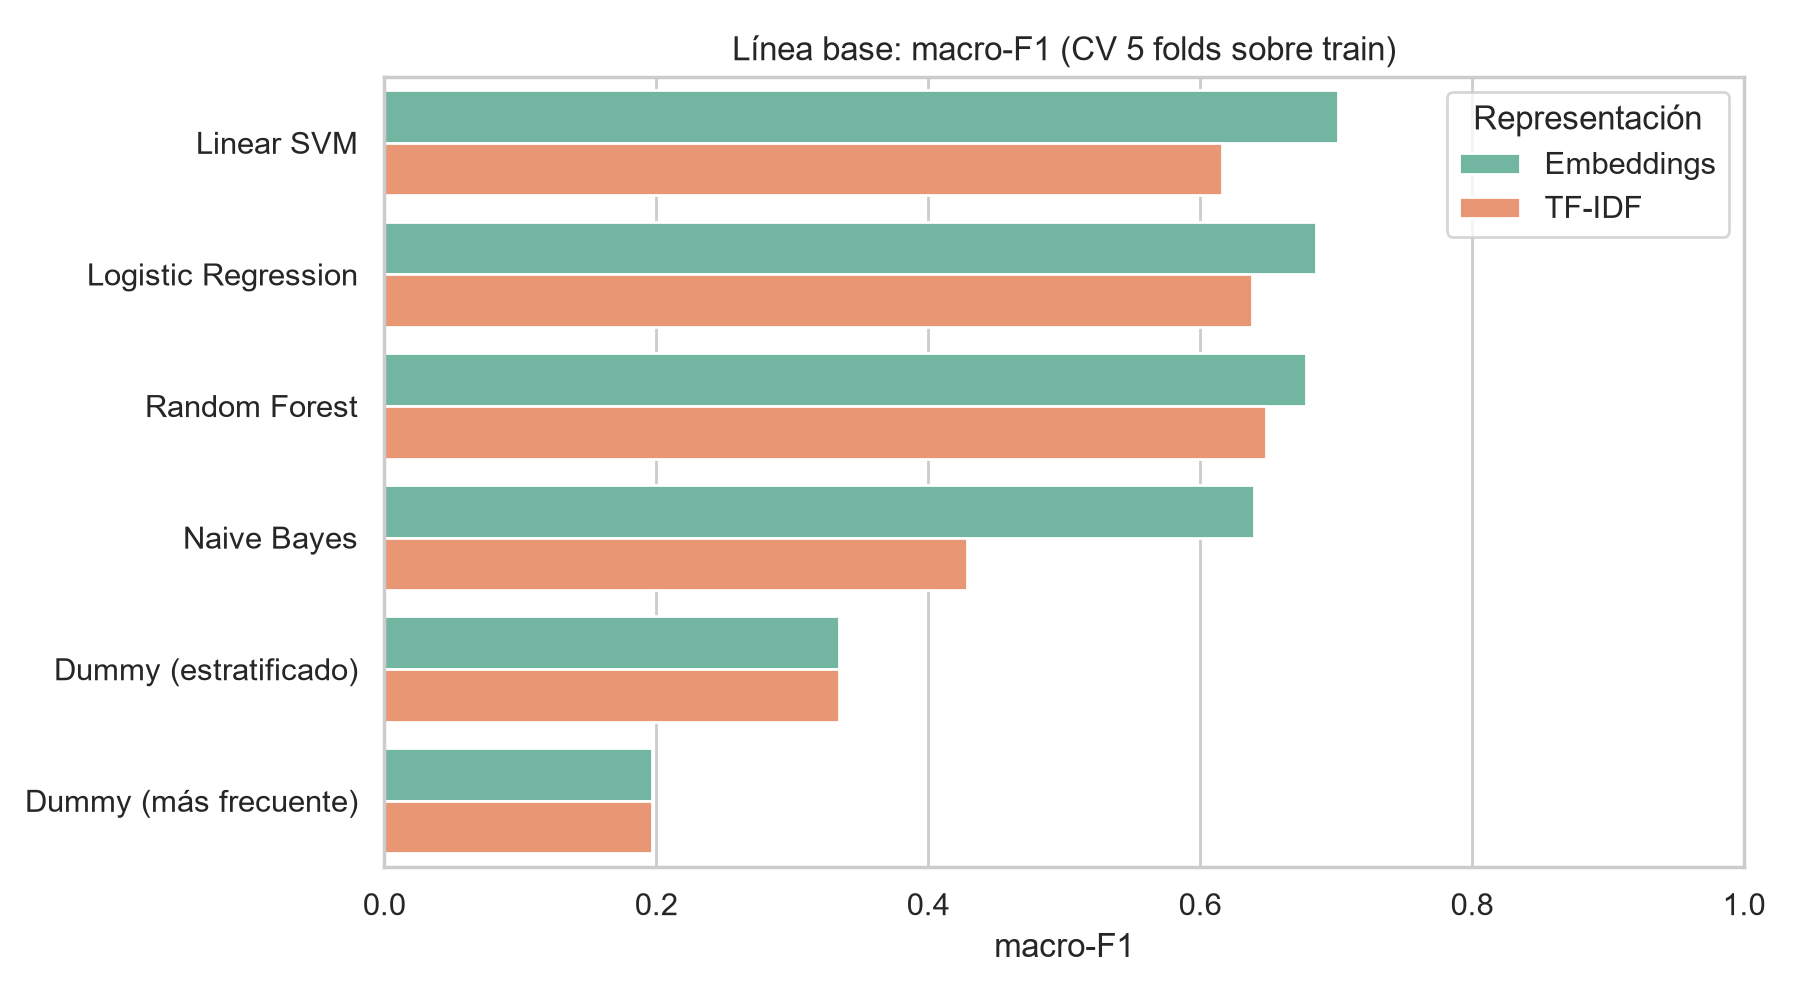 Línea base: macro-F1 (CV 5 folds sobre train)
Representación
Embeddings
TF-IDF
Linear SVM
Logistic Regression
Random Forest
Naive Bayes
Dummy (estratificado)
Dummy (más frecuente)
0.0 0.2 0.4 0.6 0.8 1.0
macro-F1